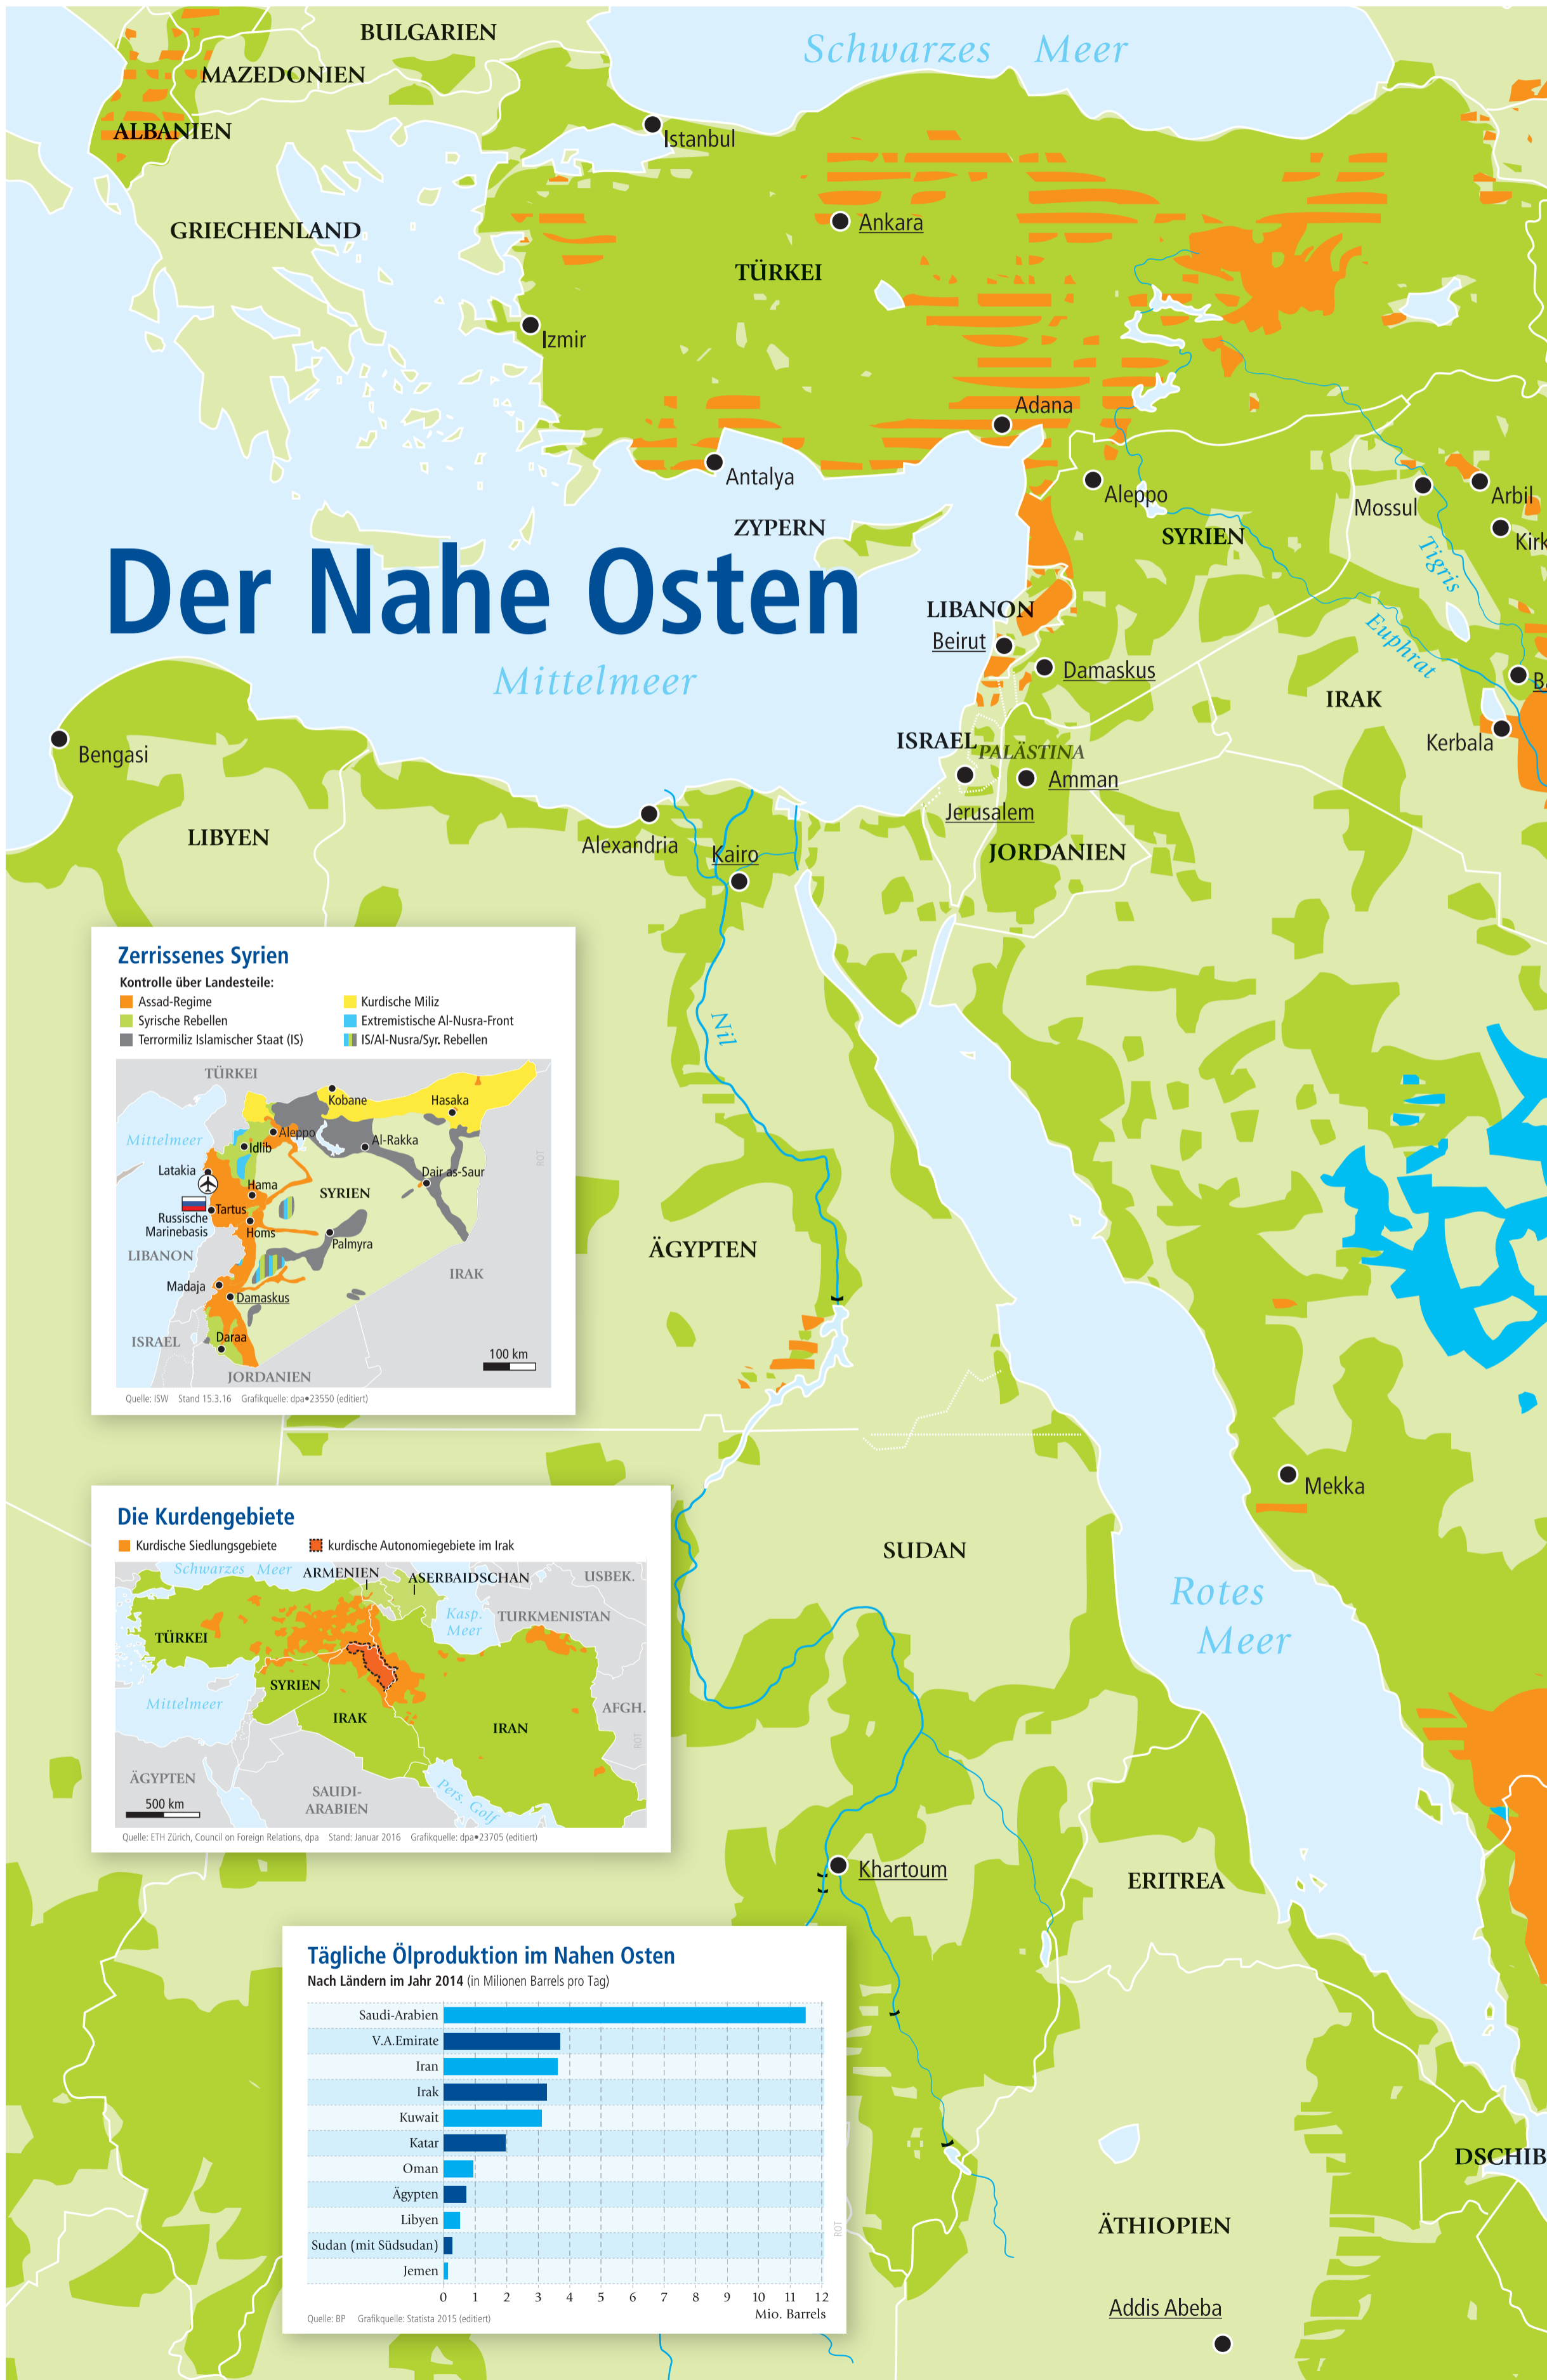 BULGARIEN
Schwarzes Meer
MAZEDONIEN
ALBANIEN
Istanbul
GRIECHENLAND
Ankara
TÜRKEI
Izmir
Adana
Antalya
Aleppo
Mossul
Arbil
ZYPERN
SYRIEN
Kirk
Tigris
Der Nahe Osten
LIBANON
Beirut
Euphrat
Damaskus
Mittelmeer
B
IRAK
ISRAEL
PALÄSTINA
Kerbala
Bengasi
Amman
Jerusalem
LIBYEN
Alexandria
Kairo
JORDANIEN
Zerrissenes Syrien
Kontrolle über Landesteile:
Assad-Regime
Kurdische Miliz
Syrische Rebellen
Extremistische Al-Nusra-Front
Terrormiliz Islamischer Staat (IS)
IS/Al-Nusra/Syr. Rebellen
TÜRKEI
Kobane
Hasaka
Mittelmeer
Aleppo
Idlib
Al-Rakka
ROT
Latakia
Dair as-Saur
Hama
SYRIEN
Tartus
Russische
Marinebasis
Homs
Palmyra
LIBANON
IRAK
Madaja
Damaskus
ISRAEL
Daraa
100 km
JORDANIEN
Quelle: ISW Stand 15.3.16 Grafikquelle: dpa•23550 (editiert)
Nil
ÄGYPTEN
Mekka
Die Kurdengebiete
Kurdische Siedlungsgebiete
kurdische Autonomiegebiete im Irak
Schwarzes Meer
ARMENIEN
ASERBAIDSCHAN
USBEK.
Kasp.
Meer
TURKMENISTAN
TÜRKEI
SYRIEN
Mittelmeer
IRAK
IRAN
AFGH.
ROT
ÄGYPTEN
SAUDI-
ARABIEN
Pers. Golf
500 km
Quelle: ETH Zürich, Council on Foreign Relations, dpa Stand: Januar 2016 Grafikquelle: dpa•23705 (editiert)
SUDAN
Rotes
Meer
Khartoum
ERITREA
Tägliche Ölproduktion im Nahen Osten
Nach Ländern im Jahr 2014 (in Milionen Barrels pro Tag)
Saudi-Arabien
V.A.Emirate
Iran
Irak
Kuwait
Katar
Oman
Ägypten
Libyen
Sudan (mit Südsudan)
Jemen
0 1 2 3 4 5 6 7 8 9 10 11 12
Mio. Barrels
Quelle: BP Grafikquelle: Statista 2015 (editiert)
ROT
DSCHIB
ÄTHIOPIEN
Addis Abeba